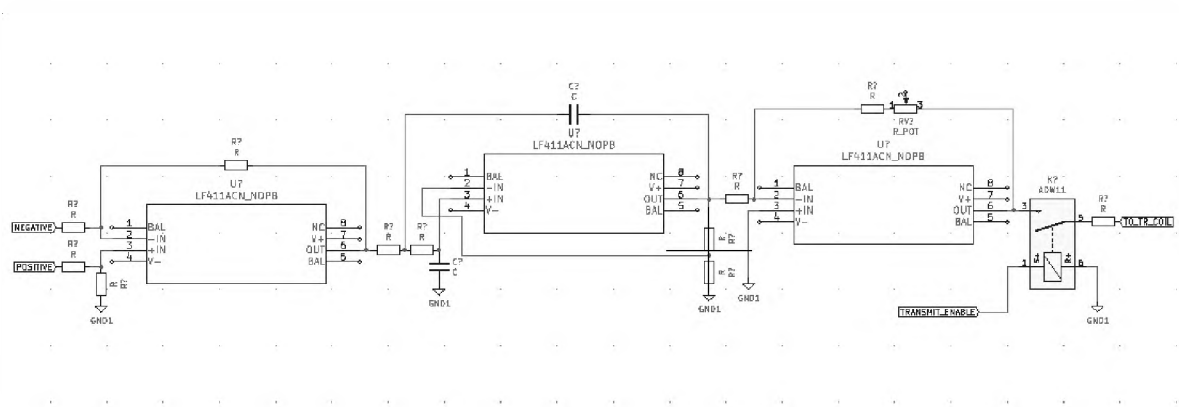 C?
C
R?
R
1
3
RV?
R_POT
R?
R
U?
LF411ACN_NOPB
U?
LF411ACN_NOPB
U?
LF411ACN_NOPB
R?
R
NEGATIVE
R?
R
POSITIVE
1 BAL
2 -IN
3 +IN
4 V-
NC 8
V+ 7
OUT 6
BAL 5
R
R?
GND1
R?
R
R?
R
C?
C
GND1
1 BAL
2 -IN
3 +IN
4 V-
NC 8
V+ 7
OUT 6
BAL 5
R?
R
R
R?
R
R?
GND1
GND1
1 BAL
2 -IN
3 +IN
4 V-
NC 8
V+ 7
OUT 6
BAL 5
K?
ADW11
3
5
R?
R
TO_TR_COIL
1
6
TRANSMIT_ENABLE
GND1